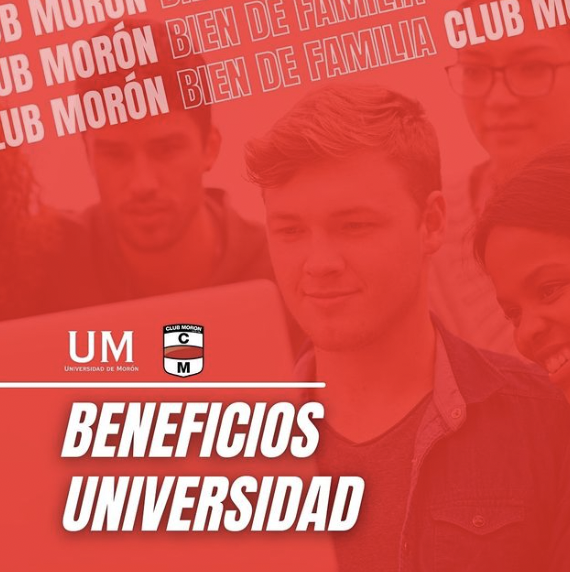 UB MORÓN BIEN DE FAMILIA
CLUB MORÓN BIEN DE FAMILIA CLUB M
CLUB MORÓN BIEN DE FAMILIA CLUB M
UM
UNIVERSIDAD DE MORÓN
CLUB MORON
C
M
BENEFICIOS
UNIVERSIDAD